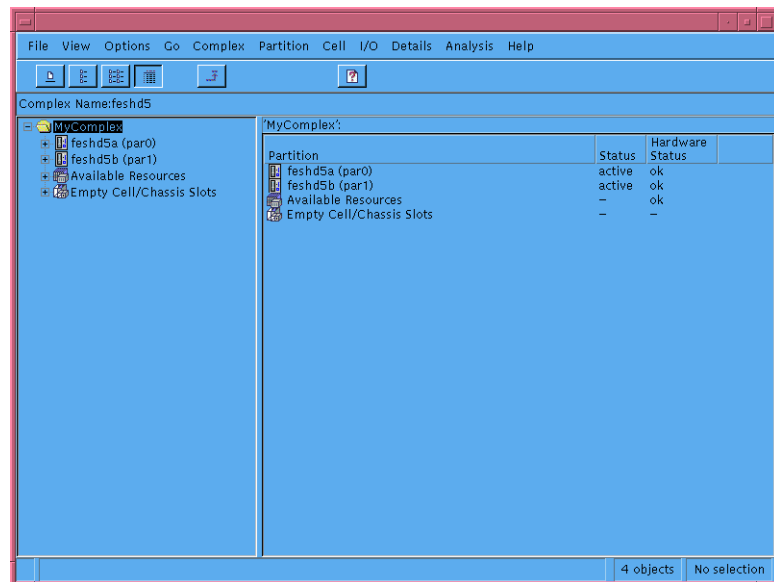 File View Options Go Complex Partition Cell I/O Details Analysis Help
Complex Name:feshd5
MyComplex
feshd5a (par0)
feshd5b (par1)
Available Resources
Empty Cell/Chassis Slots
'MyComplex':
Partition Status Hardware Status
feshd5a (par0) active ok
feshd5b (par1) active ok
Available Resources – ok
Empty Cell/Chassis Slots – –
4 objects No selection